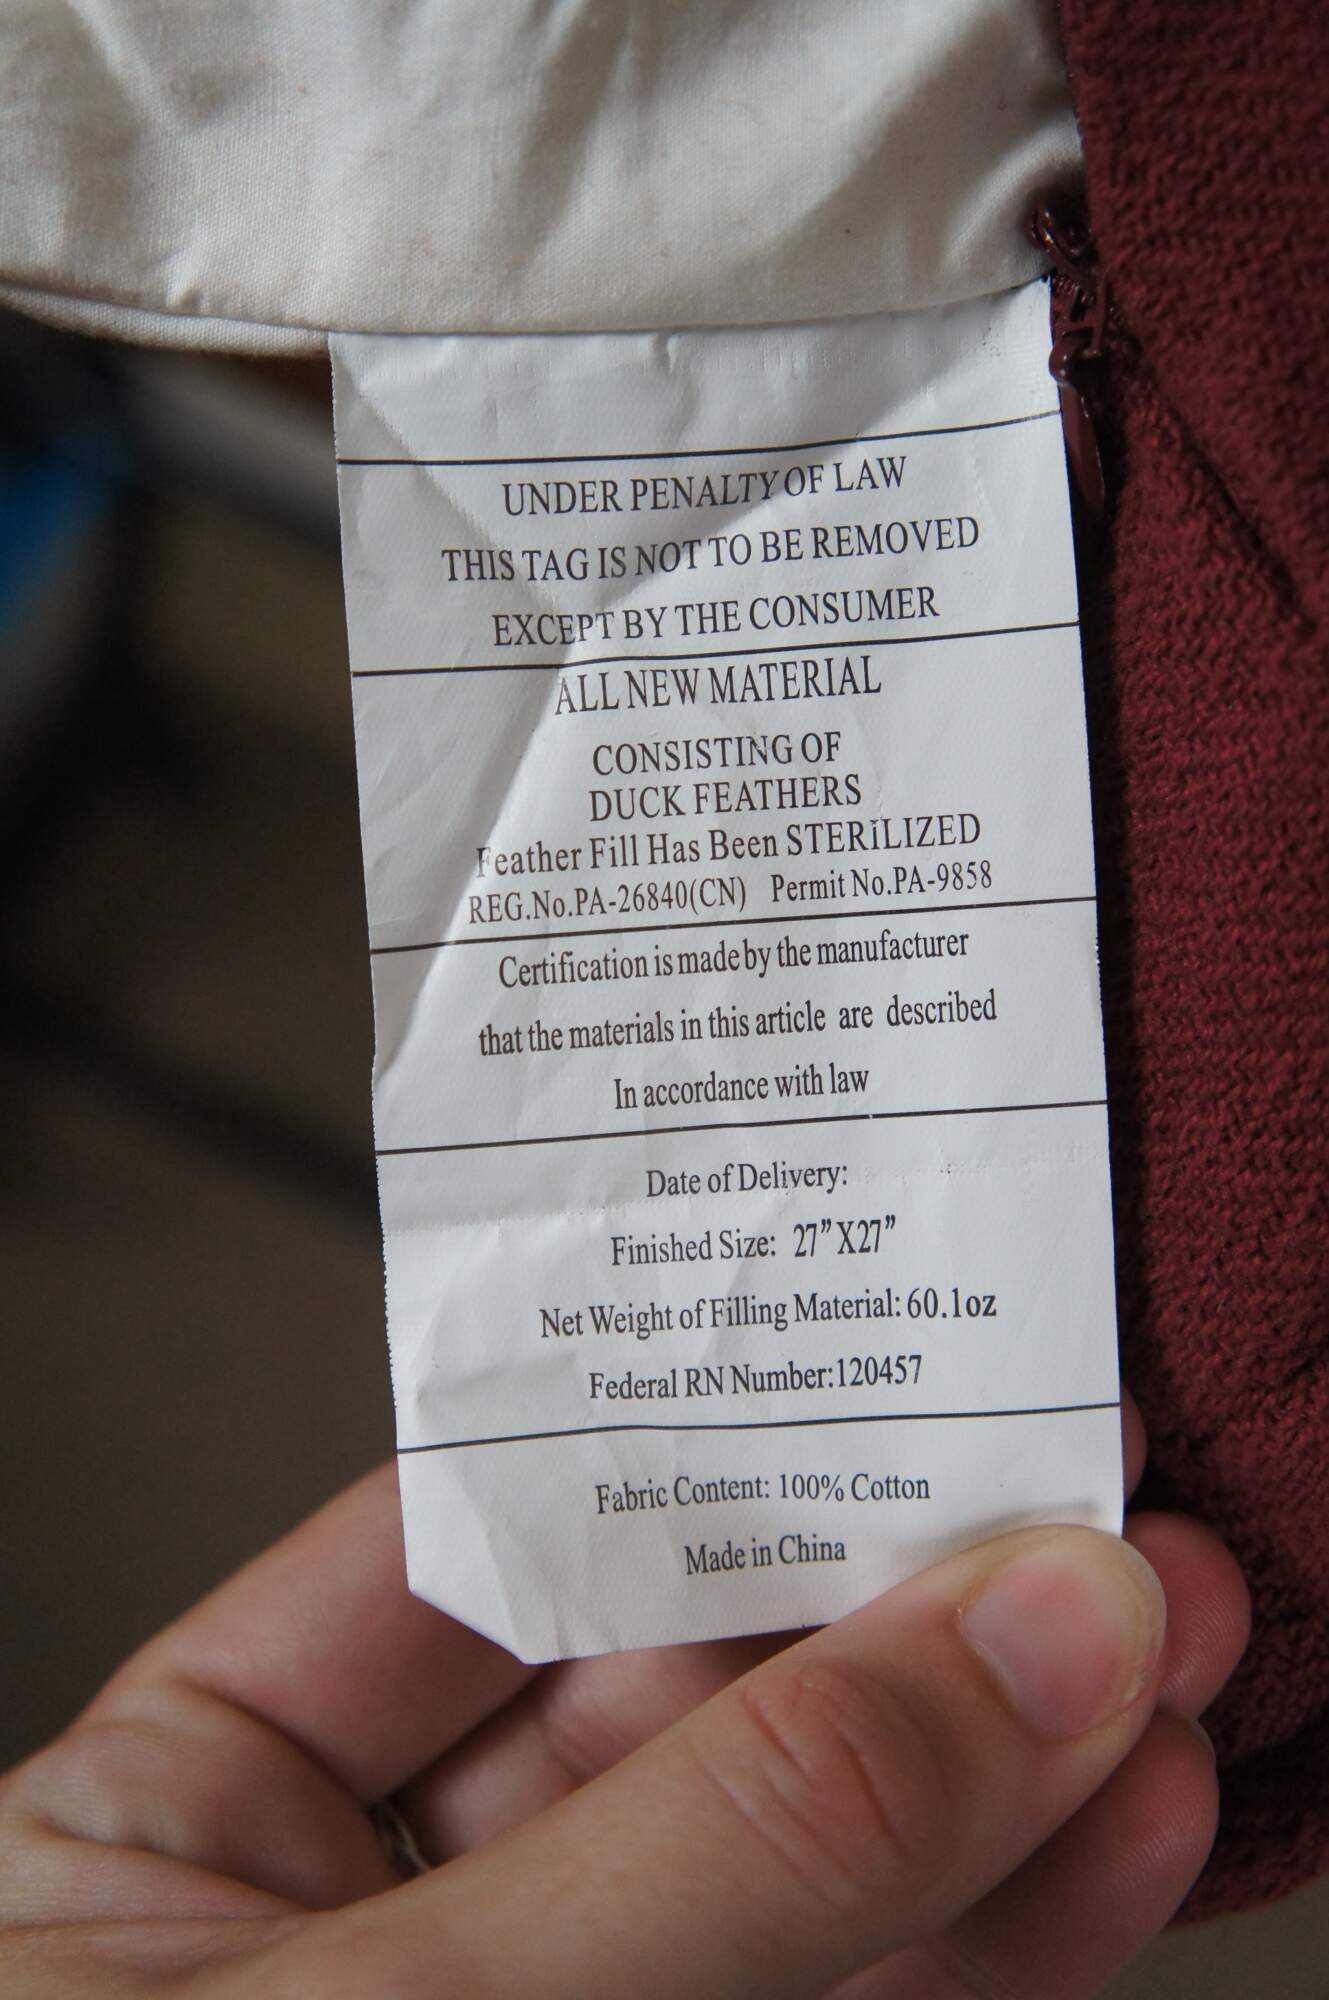 UNDER PENALTY OF LAW
THIS TAG IS NOT TO BE REMOVED
EXCEPT BY THE CONSUMER
ALL NEW MATERIAL
CONSISTING OF
DUCK FEATHERS
Feather Fill Has Been STERiLIZED
REG.No.PA-26840(CN) Permit No.PA-9858
Certification is made by the manufacturer
that the materials in this article are described
In accordance with law
Date of Delivery:
Finished Size: 27”X27”
Net Weight of Filling Material: 60.1oz
Federal RN Number:120457
Fabric Content: 100% Cotton
Made in China